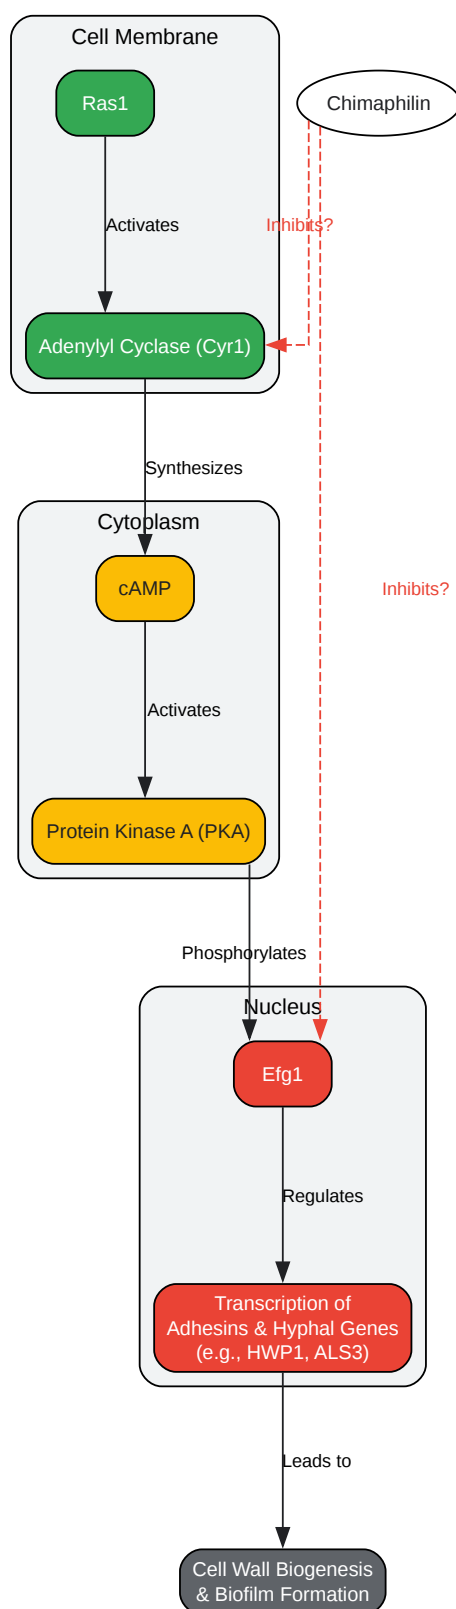 Cell Membrane
Ras1
Chimaphilin
Activates
Inhibits?
Adenylyl Cyclase (Cyr1)
Synthesizes
Cytoplasm
cAMP
Inhibits?
Activates
Protein Kinase A (PKA)
Phosphorylates
Nucleus
Efg1
Regulates
Transcription of
Adhesins & Hyphal Genes
(e.g., HWP1, ALS3)
Leads to
Cell Wall Biogenesis
& Biofilm Formation